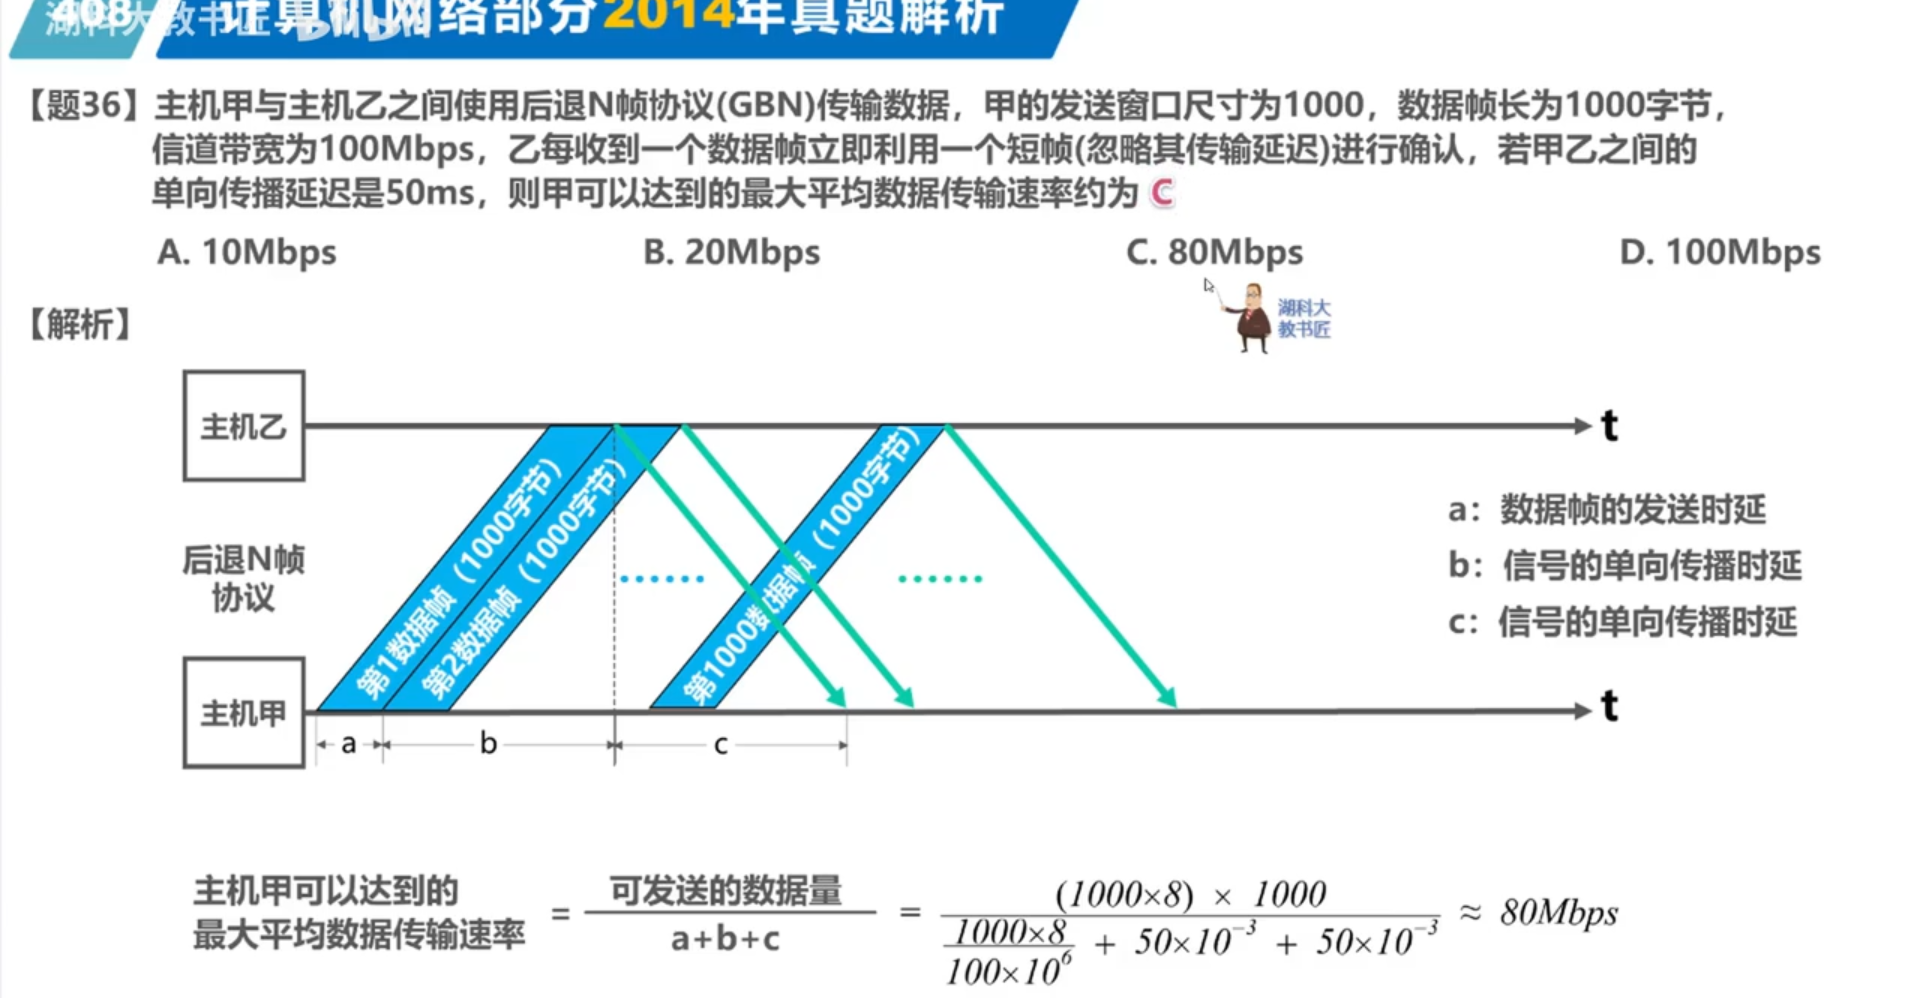 408
计算机网络部分2014年真题解析
湖科大教书匠 bilibili
【题36】主机甲与主机乙之间使用后退N帧协议(GBN)传输数据，甲的发送窗口尺寸为1000，数据帧长为1000字节，
信道带宽为100Mbps，乙每收到一个数据帧立即利用一个短帧(忽略其传输延迟)进行确认，若甲乙之间的
单向传播延迟是50ms，则甲可以达到的最大平均数据传输速率约为 C
A. 10Mbps B. 20Mbps C. 80Mbps D. 100Mbps
湖科大
教书匠
【解析】
主机乙
t
第1数据帧（1000字节）
第2数据帧（1000字节）
……
第1000数据帧（1000字节）
……
a：数据帧的发送时延
b：信号的单向传播时延
c：信号的单向传播时延
后退N帧
协议
主机甲
t
a b c
主机甲可以达到的
最大平均数据传输速率
=
可发送的数据量
a+b+c
=
(1000×8) × 1000
1000×8
100×10⁶
+ 50×10⁻³ + 50×10⁻³
≈ 80Mbps